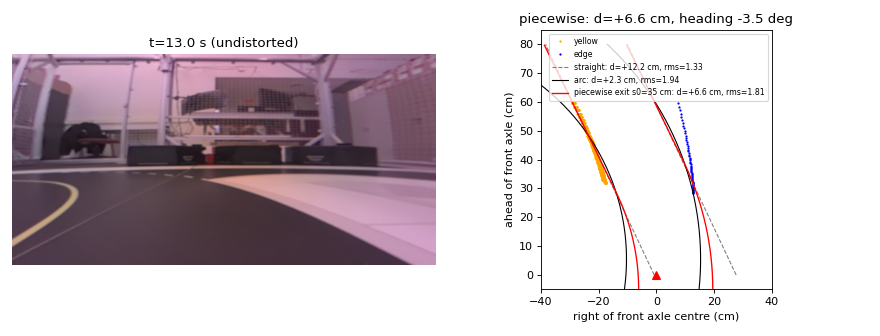 t=13.0 s (undistorted)
piecewise: d=+6.6 cm, heading -3.5 deg
yellow
edge
straight: d=+12.2 cm, rms=1.33
arc: d=+2.3 cm, rms=1.94
piecewise exit s0=35 cm: d=+6.6 cm, rms=1.81
ahead of front axle (cm)
80
70
60
50
40
30
20
10
0
−40
−20
0
20
40
right of front axle centre (cm)